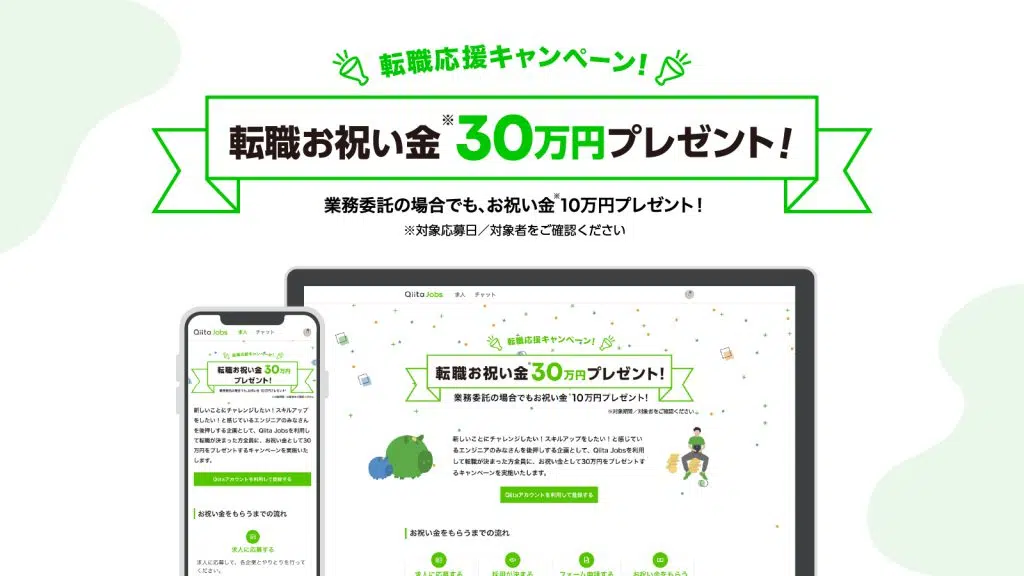 転職応援キャンペーン!
転職お祝い金※30万円プレゼント!
業務委託の場合でも、お祝い金※10万円プレゼント!
※対象応募日／対象者をご確認ください
Qiita Jobs 求人 チャット
転職応援キャンペーン!
転職お祝い金※30万円プレゼント!
業務委託の場合でもお祝い金※10万円プレゼント!
※対象期間／対象者をご確認ください
新しいことにチャレンジしたい！スキルアップをしたい！と感じてい
るエンジニアのみなさんを後押しする企画として、Qiita Jobsを利用
して転職が決まった方全員に、お祝い金として30万円をプレゼントす
るキャンペーンを実施いたします。
Qiitaアカウントを利用して登録する
お祝い金をもらうまでの流れ
求人に応募する 採用が決まる フォーム申請する お祝い金をもらう
Qiita Jobs 求人 チャット
転職応援キャンペーン!
転職お祝い金 30万円
プレゼント!
新しいことにチャレンジしたい！スキルアップ
をしたい！と感じているエンジニアのみなさん
を後押しする企画として、Qiita Jobsを利用し
て転職が決まった方全員に、お祝い金として30
万円をプレゼントするキャンペーンを実施いた
します。
Qiitaアカウントを利用して登録する
お祝い金をもらうまでの流れ
求人に応募する
求人に応募して、各企業とやりとりを行って
ください。